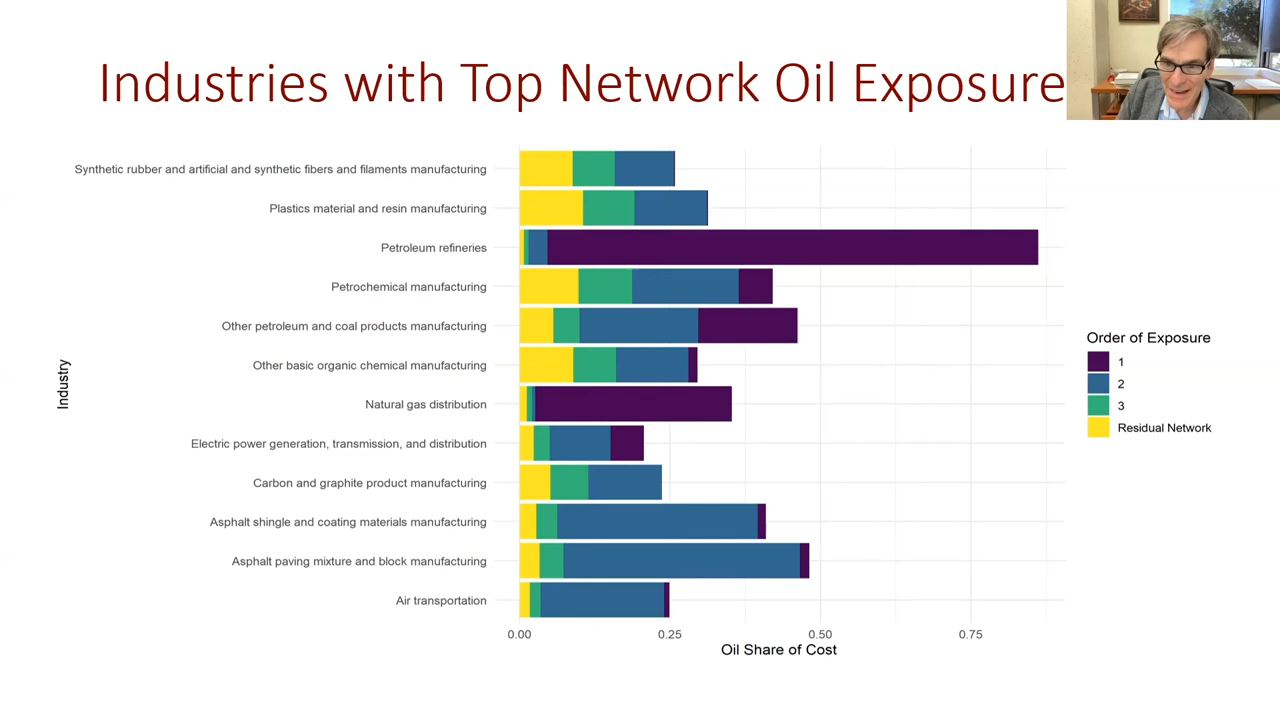 Industries with Top Network Oil Exposure
Synthetic rubber and artificial and synthetic fibers and filaments manufacturing
Plastics material and resin manufacturing
Petroleum refineries
Petrochemical manufacturing
Other petroleum and coal products manufacturing
Other basic organic chemical manufacturing
Natural gas distribution
Electric power generation, transmission, and distribution
Carbon and graphite product manufacturing
Asphalt shingle and coating materials manufacturing
Asphalt paving mixture and block manufacturing
Air transportation
Industry
0.00 0.25 0.50 0.75
Oil Share of Cost
Order of Exposure
1
2
3
Residual Network